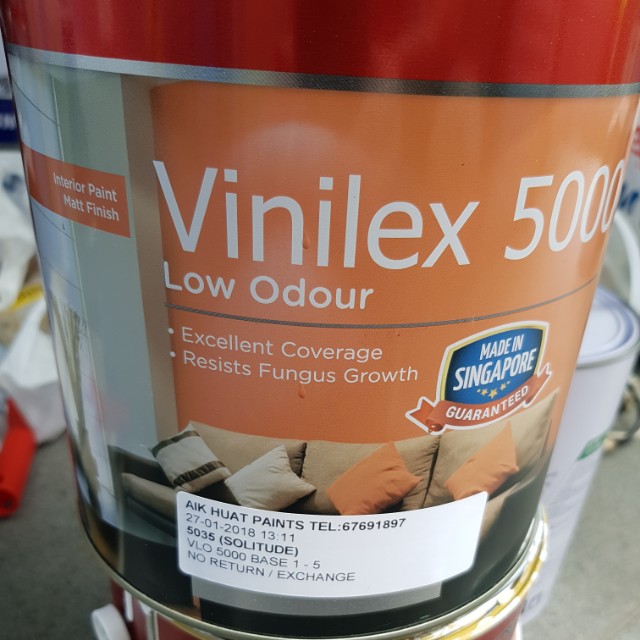 Interior Paint
Matt Finish
Vinilex 5000
Low Odour
• Excellent Coverage
• Resists Fungus Growth
MADE IN
SINGAPORE
GUARANTEED
AIK HUAT PAINTS TEL:67691897
27-01-2018 13:11
5035 (SOLITUDE)
VLO 5000 BASE 1 - 5
NO RETURN / EXCHANGE